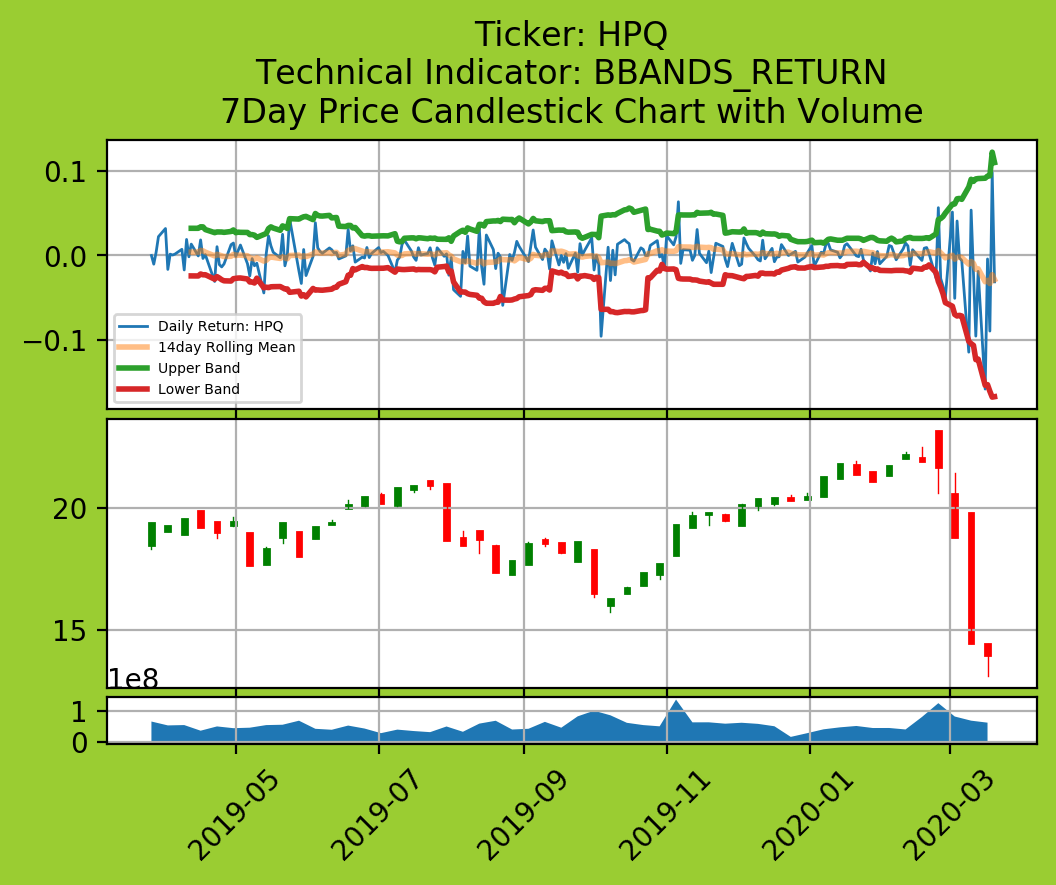 Ticker: HPQ
Technical Indicator: BBANDS_RETURN
7Day Price Candlestick Chart with Volume
0.1
0.0
−0.1
Daily Return: HPQ
14day Rolling Mean
Upper Band
Lower Band
20
15
1e8
1
0
2019-05
2019-07
2019-09
2019-11
2020-01
2020-03